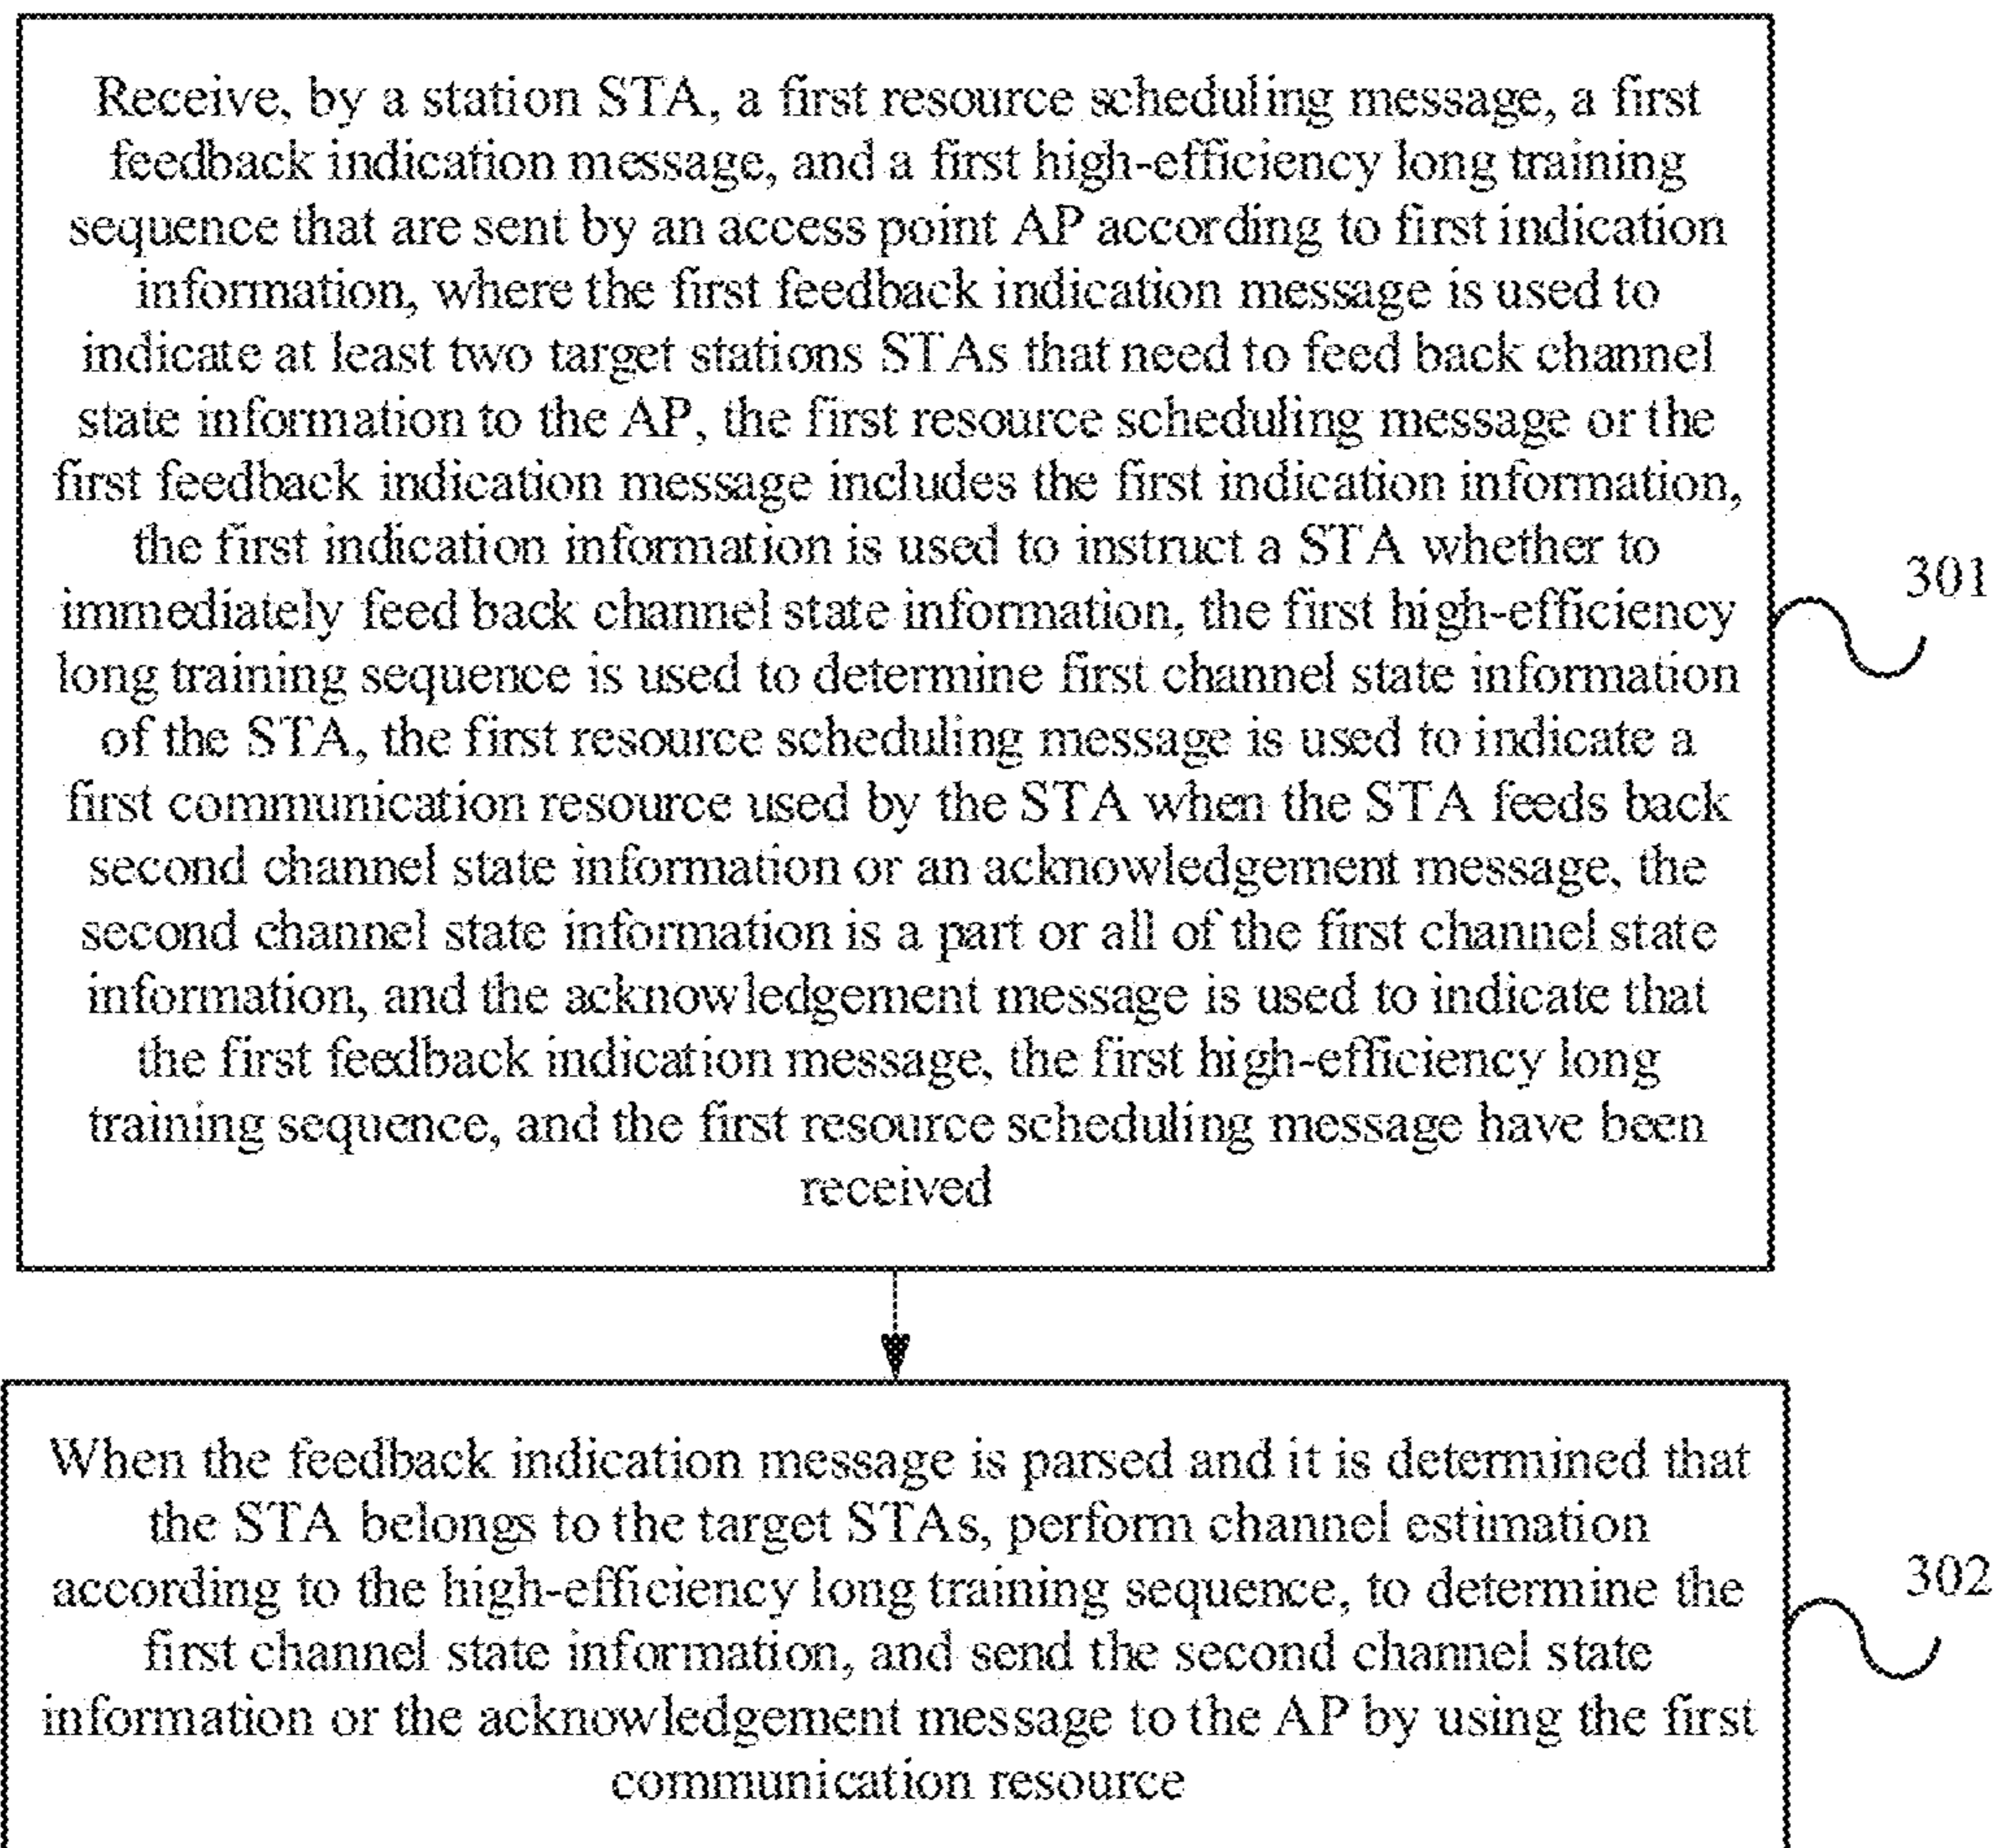 Receive, by a station STA, a first resource scheduling message, a first
feedback indication message, and a first high-efficiency long training
sequence that are sent by an access point AP according to first indication
information, where the first feedback indication message is used to
indicate at least two target stations STAs that need to feed back channel
state information to the AP, the first resource scheduling message or the
first feedback indication message includes the first indication information,
the first indication information is used to instruct a STA whether to
immediately feed back channel state information, the first high-efficiency
long training sequence is used to determine first channel state information
of the STA, the first resource scheduling message is used to indicate a
first communication resource used by the STA when the STA feeds back
second channel state information or an acknowledgement message, the
second channel state information is a part or all of the first channel state
information, and the acknowledgement message is used to indicate that
the first feedback indication message, the first high-efficiency long
training sequence, and the first resource scheduling message have been
received
301
When the feedback indication message is parsed and it is determined that
the STA belongs to the target STAs, perform channel estimation
according to the high-efficiency long training sequence, to determine the
first channel state information, and send the second channel state
information or the acknowledgement message to the AP by using the first
communication resource
302